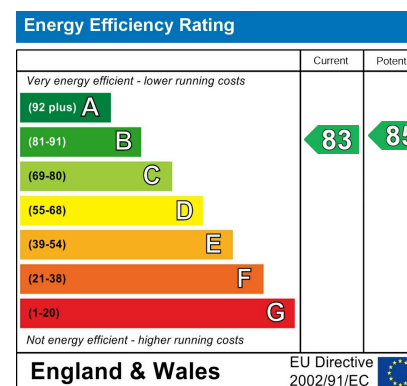 Energy Efficiency Rating
Current
Very energy efficient - lower running costs
(92 plus) A
(81-91) B
(69-80) C
(55-68) D
(39-54) E
(21-38) F
(1-20) G
83
Not energy efficient - higher running costs
England & Wales
EU Directive
2002/91/EC